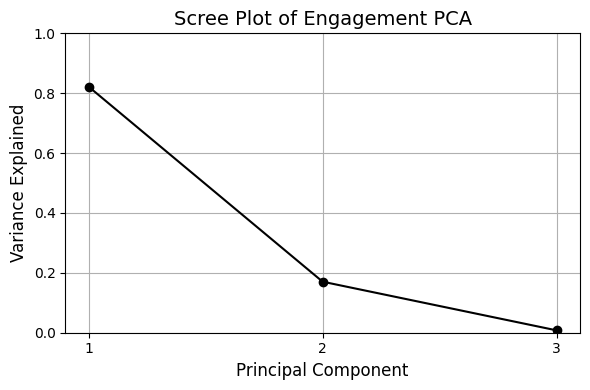 Scree Plot of Engagement PCA
Variance Explained
1.0
0.8
0.6
0.4
0.2
0.0
1 2 3
Principal Component